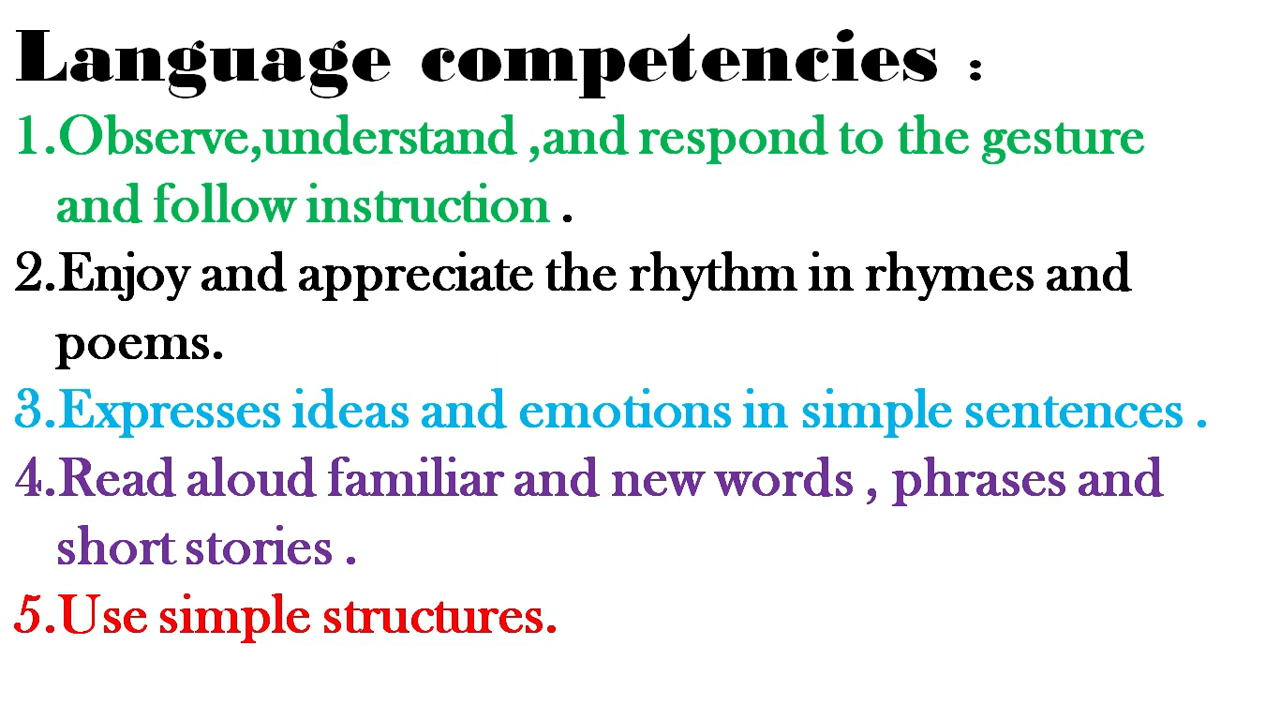 Language competencies :
1.Observe,understand ,and respond to the gesture
and follow instruction .
2.Enjoy and appreciate the rhythm in rhymes and
poems.
3.Expresses ideas and emotions in simple sentences .
4.Read aloud familiar and new words , phrases and
short stories .
5.Use simple structures.